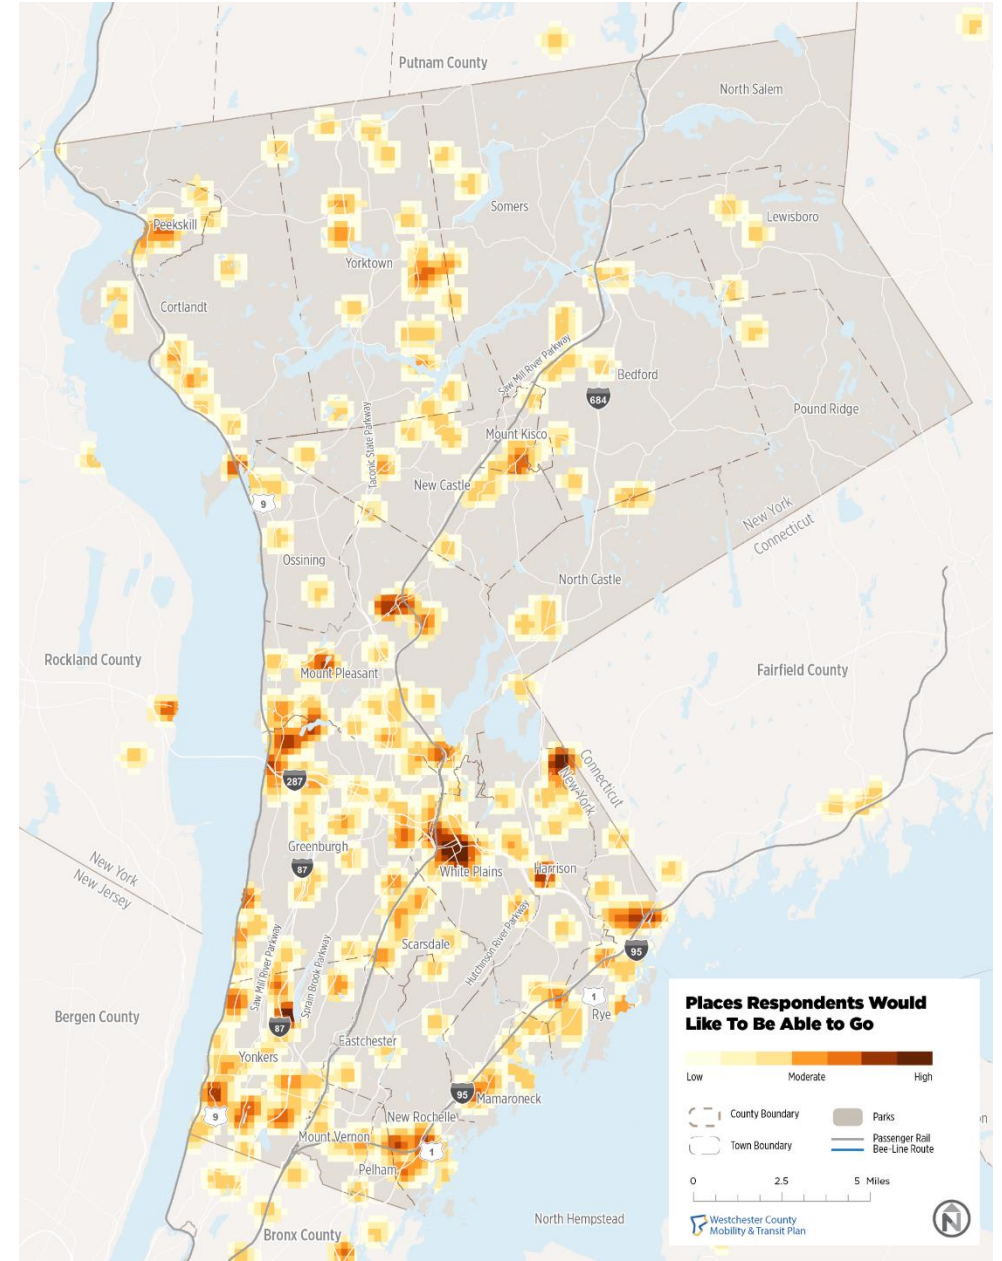 Putnam County
North Salem
Somers
Lewisboro
Peekskill
Yorktown
Cortlandt
Saw Mill River Parkway
Bedford
684
Pound Ridge
Taconic State Parkway
Mount Kisco
New Castle
9
New York
Connecticut
Ossining
North Castle
Rockland County
Mount Pleasant
Fairfield County
287
Connecticut
New York
Greenburgh
87
White Plains
Harrison
New York
New Jersey
Scarsdale
Hutchinson River Parkway
95
Saw Mill River Parkway
Sprain Brook Parkway
1
Rye
Bergen County
87
Yonkers
Eastchester
95
Mamaroneck
9
New Rochelle
Mount Vernon
1
Pelham
Bronx County
North Hempstead
Places Respondents Would
Like To Be Able to Go
Low
Moderate
High
County Boundary
Parks
Town Boundary
Passenger Rail
Bee-Line Route
0
2.5
5 Miles
Westchester County
Mobility & Transit Plan
N